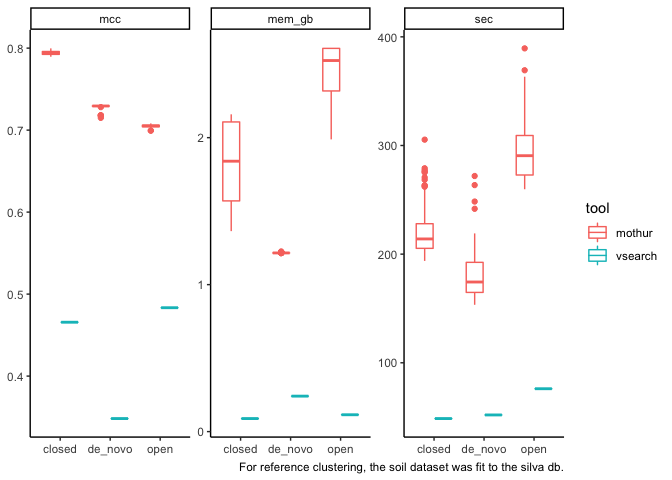 mcc mem_gb sec
0.8
0.7
0.6
0.5
0.4
2
1
0
400
300
200
100
closed de_novo open closed de_novo open closed de_novo open
tool
mothur
vsearch
For reference clustering, the soil dataset was fit to the silva db.